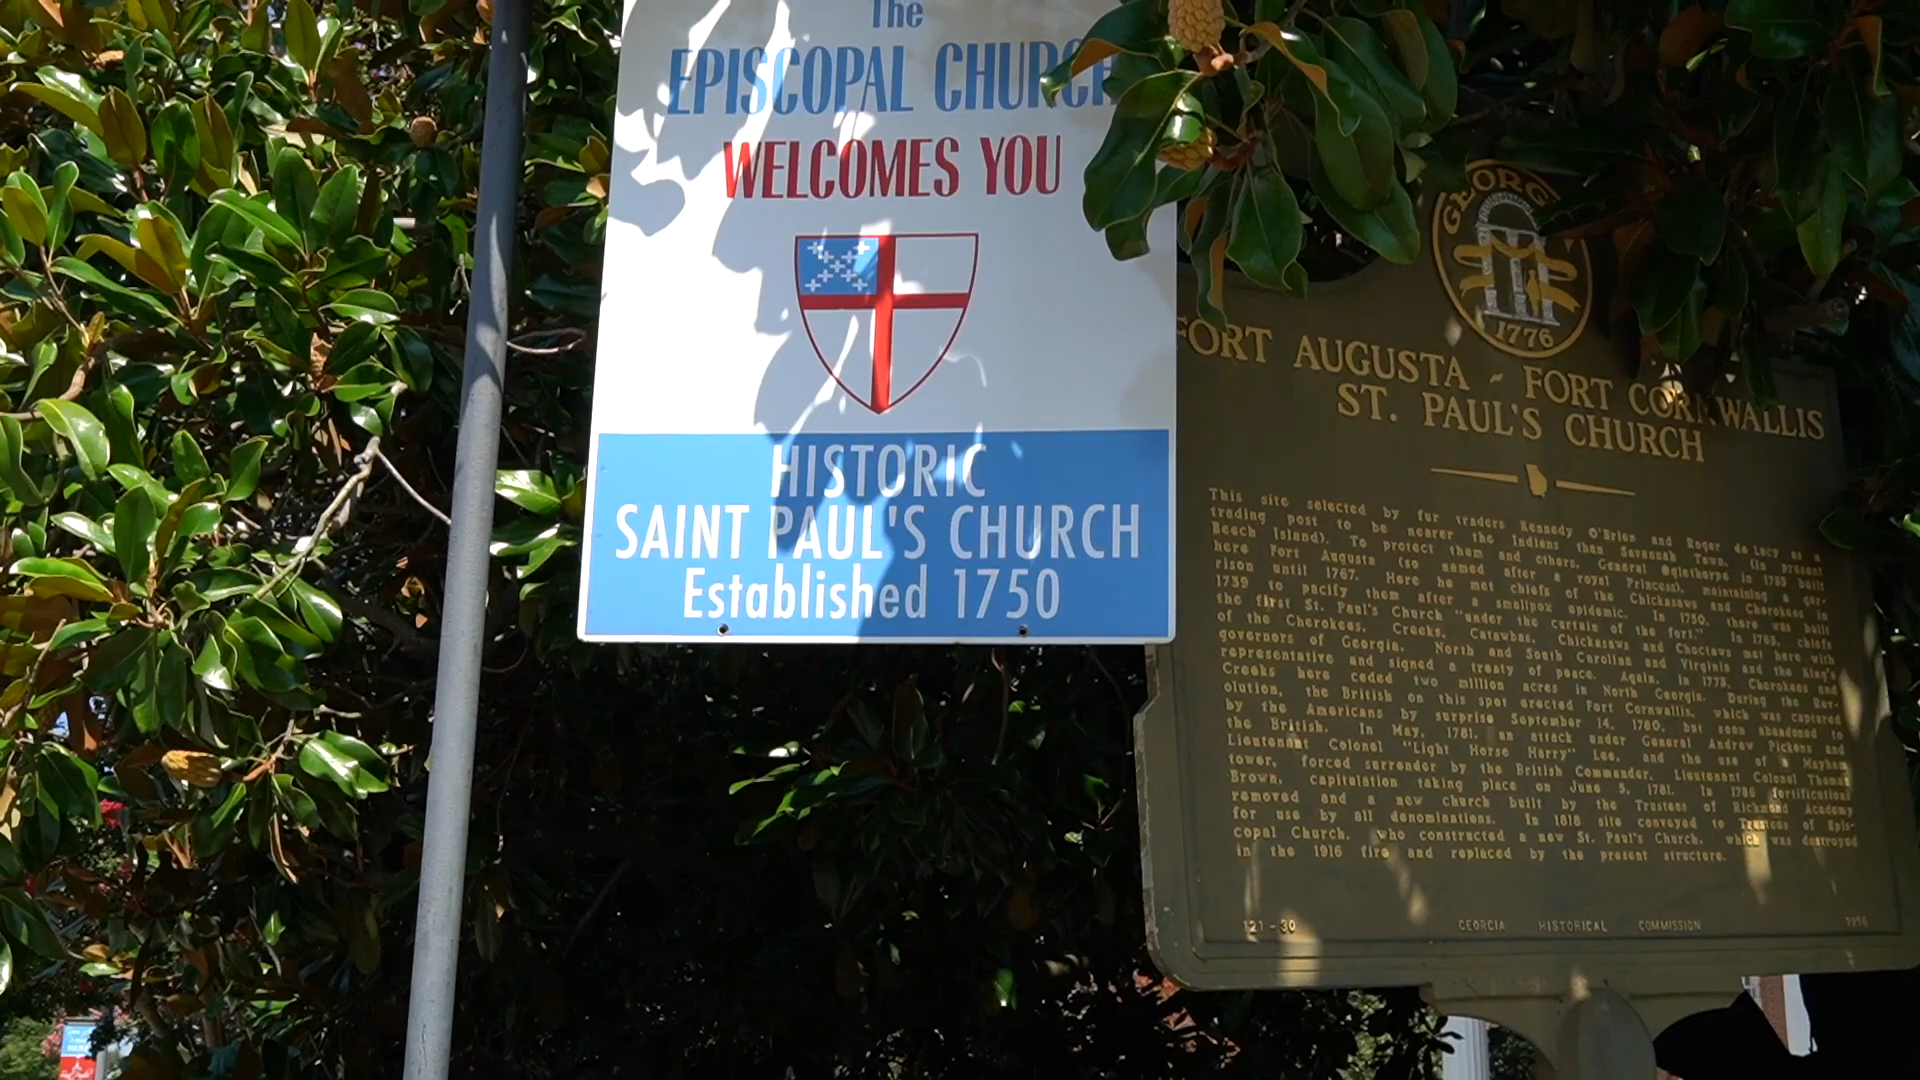 The
EPISCOPAL CHURCH
WELCOMES YOU
HISTORIC
SAINT PAUL'S CHURCH
Established 1750
GEORG
1776
FORT AUGUSTA - FORT CORNWALLIS
ST. PAUL'S CHURCH
This site selected by fur traders Kennedy O'Brien and Roger de Lacy as a
trading post to be nearer the Indians than Savannah Town, (in present
Beech Island). To protect them and others, General Oglethorpe in 1735 built
here Fort Augusta (so named after a royal Princess), maintaining a gar-
rison until 1767. Here he met chiefs of the Chickasaws and Cherokees in
1739 to pacify them after a smallpox epidemic. In 1750, there was built
the first St. Paul's Church "under the curtain of the fort." In 1763, chiefs
of the Cherokees, Creeks, Catawbas, Chickasaws and Choctaws met here with
governors of Georgia, North and South Carolina and Virginia and the King's
representative and signed a treaty of peace. Again, in 1773, Cherokees and
Creeks here ceded two million acres in North Georgia. During the Rev-
olution, the British on this spot erected Fort Cornwallis, which was captured
by the Americans by surprise September 14, 1780, but soon abandoned to
the British. In May, 1781, an attack under General Andrew Pickens and
Lieutenant Colonel "Light Horse Harry" Lee, and the use of a Mayham
tower, forced surrender by the British Commander, Lieutenant Colonel Thomas
Brown, capitulation taking place on June 5, 1781. In 1786 fortifications
removed and a new church built by the Trustees of Richmond Academy
for use by all denominations. In 1818 site conveyed to Trustees of Epis-
copal Church, who constructed a new St. Paul's Church, which was destroyed
in the 1916 fire and replaced by the present structure.
121-30 GEORGIA HISTORICAL COMMISSION 1956